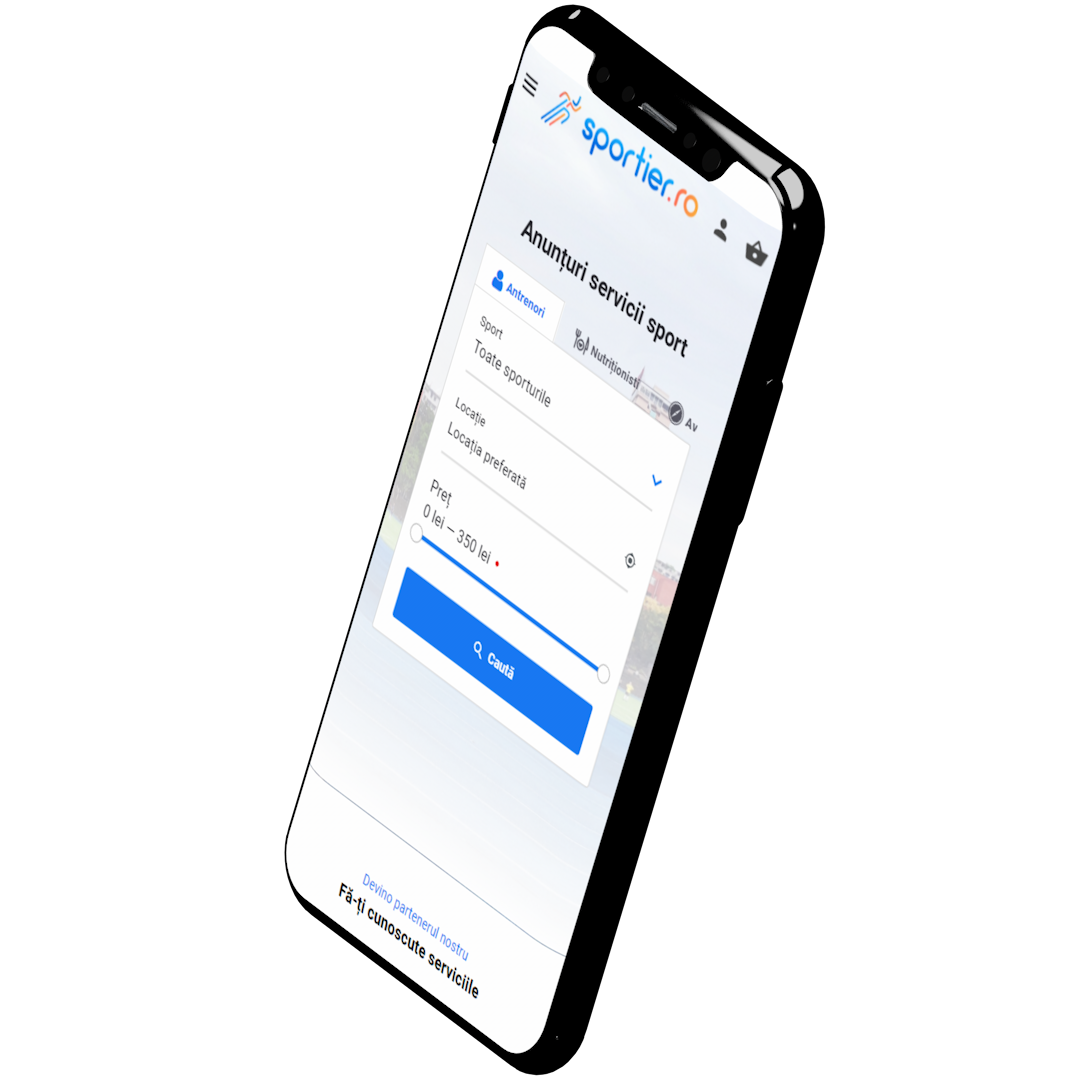 sportier.ro
Anunțuri servicii sport
Antrenori
Nutriționisti
Av
Sport
Toate sporturile
Locație
Locația preferată
Preț
0 lei – 350 lei
Caută
Devino partenerul nostru
Fă-ți cunoscute serviciile